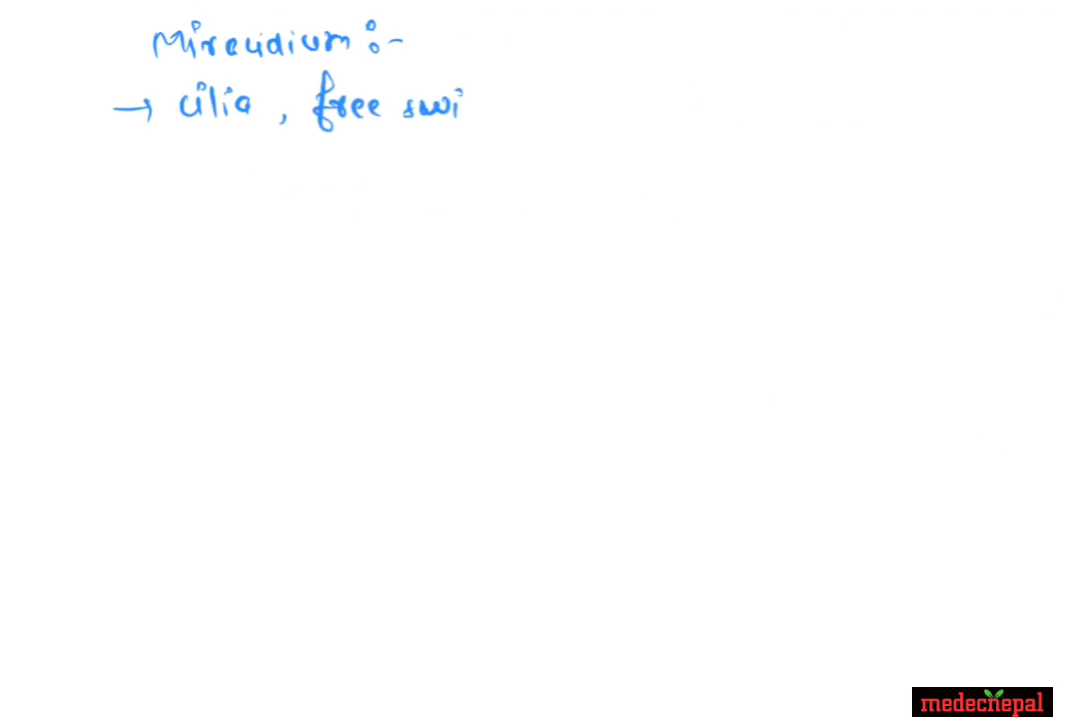 Miracidium :-
→ cilia , free swi
medecnepal